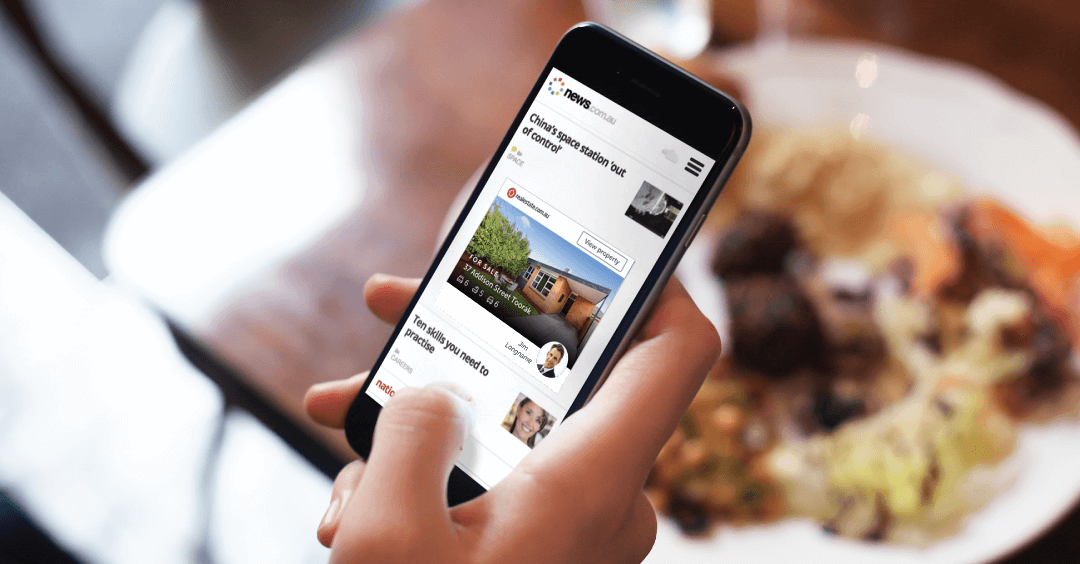 news.com.au
China's space station 'out
of control'
SPACE
realestate.com.au
View property
FOR SALE
37 Addison Street Toorak
6 5 6
Jim
Longname
Ten skills you need to
practise
CAREERS
natio